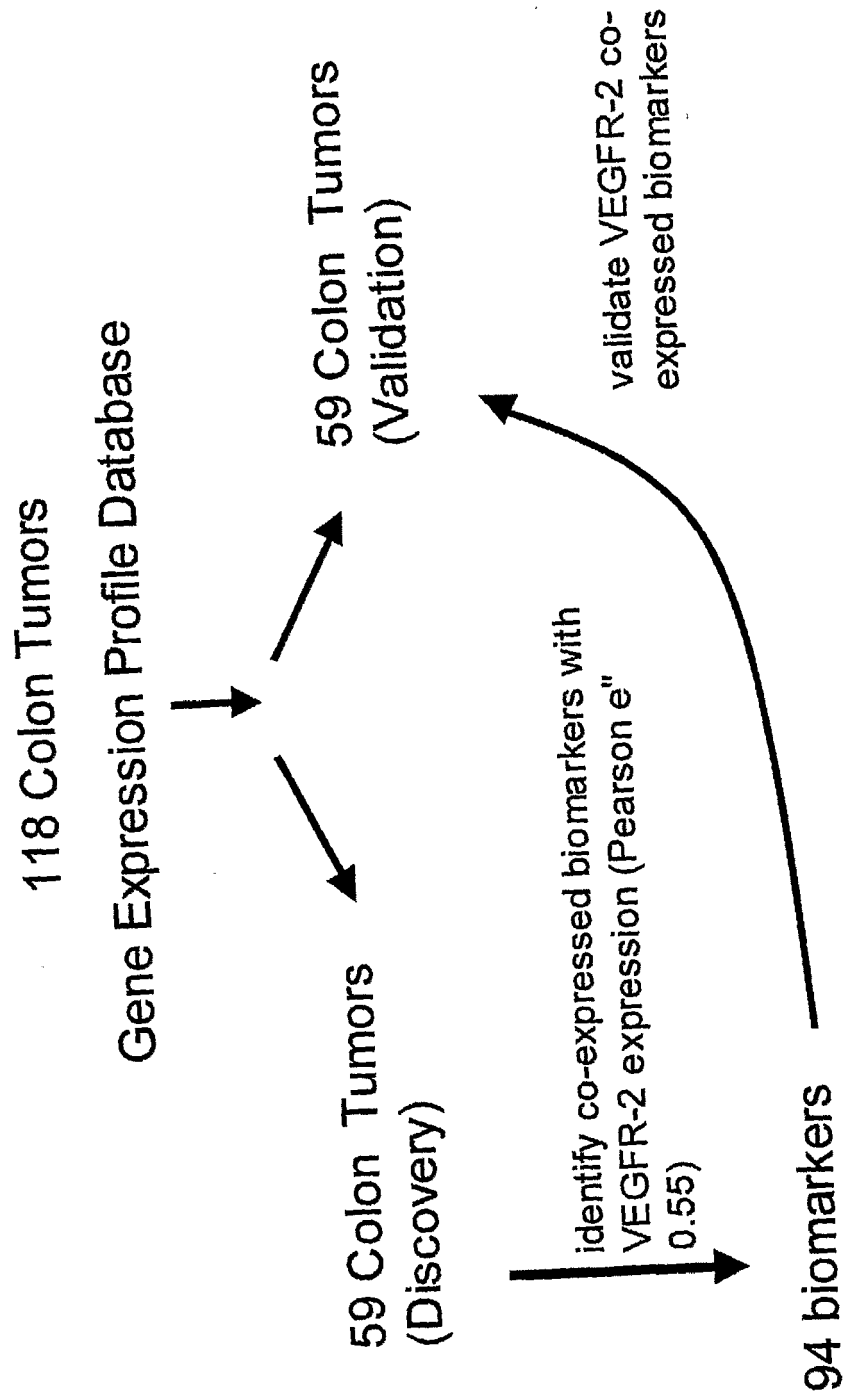 118 Colon Tumors
Gene Expression Profile Database
59 Colon Tumors
(Discovery)
59 Colon Tumors
(Validation)
identify co-expressed biomarkers with
VEGFR-2 expression (Pearson e"
0.55)
validate VEGFR-2 co-
expressed biomarkers
94 biomarkers